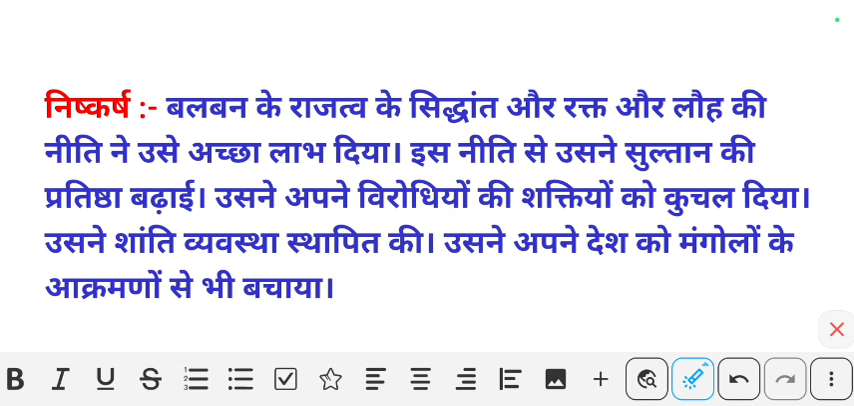 निष्कर्ष :- बलबन के राजत्व के सिद्धांत और रक्त और लौह की
नीति ने उसे अच्छा लाभ दिया। इस नीति से उसने सुल्तान की
प्रतिष्ठा बढ़ाई। उसने अपने विरोधियों की शक्तियों को कुचल दिया।
उसने शांति व्यवस्था स्थापित की। उसने अपने देश को मंगोलों के
आक्रमणों से भी बचाया।
B I U S